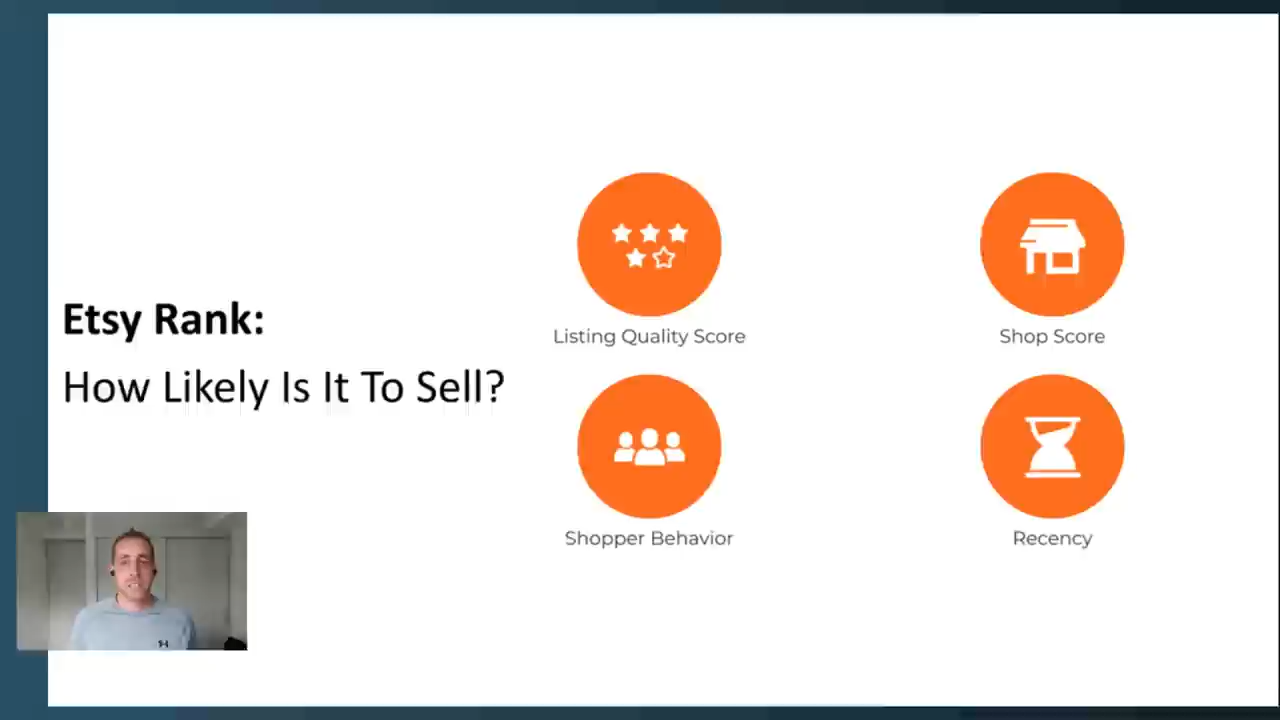 Etsy Rank:
How Likely Is It To Sell?
Listing Quality Score
Shop Score
Shopper Behavior
Recency